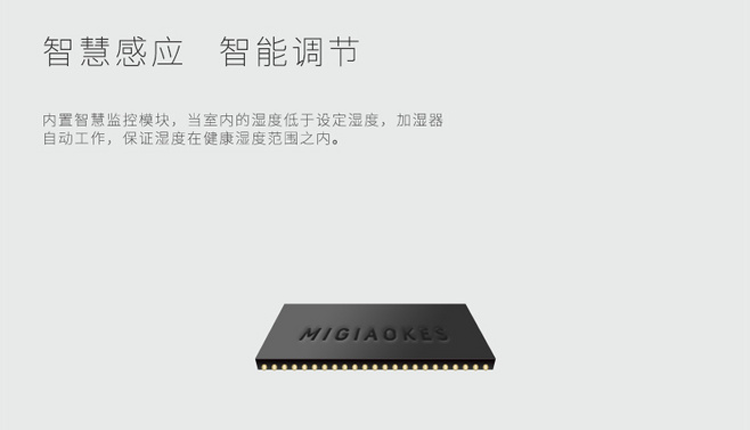 智慧感应 智能调节
内置智慧监控模块，当室内的湿度低于设定湿度，加湿器
自动工作，保证湿度在健康湿度范围之内。
MIGIAOKES